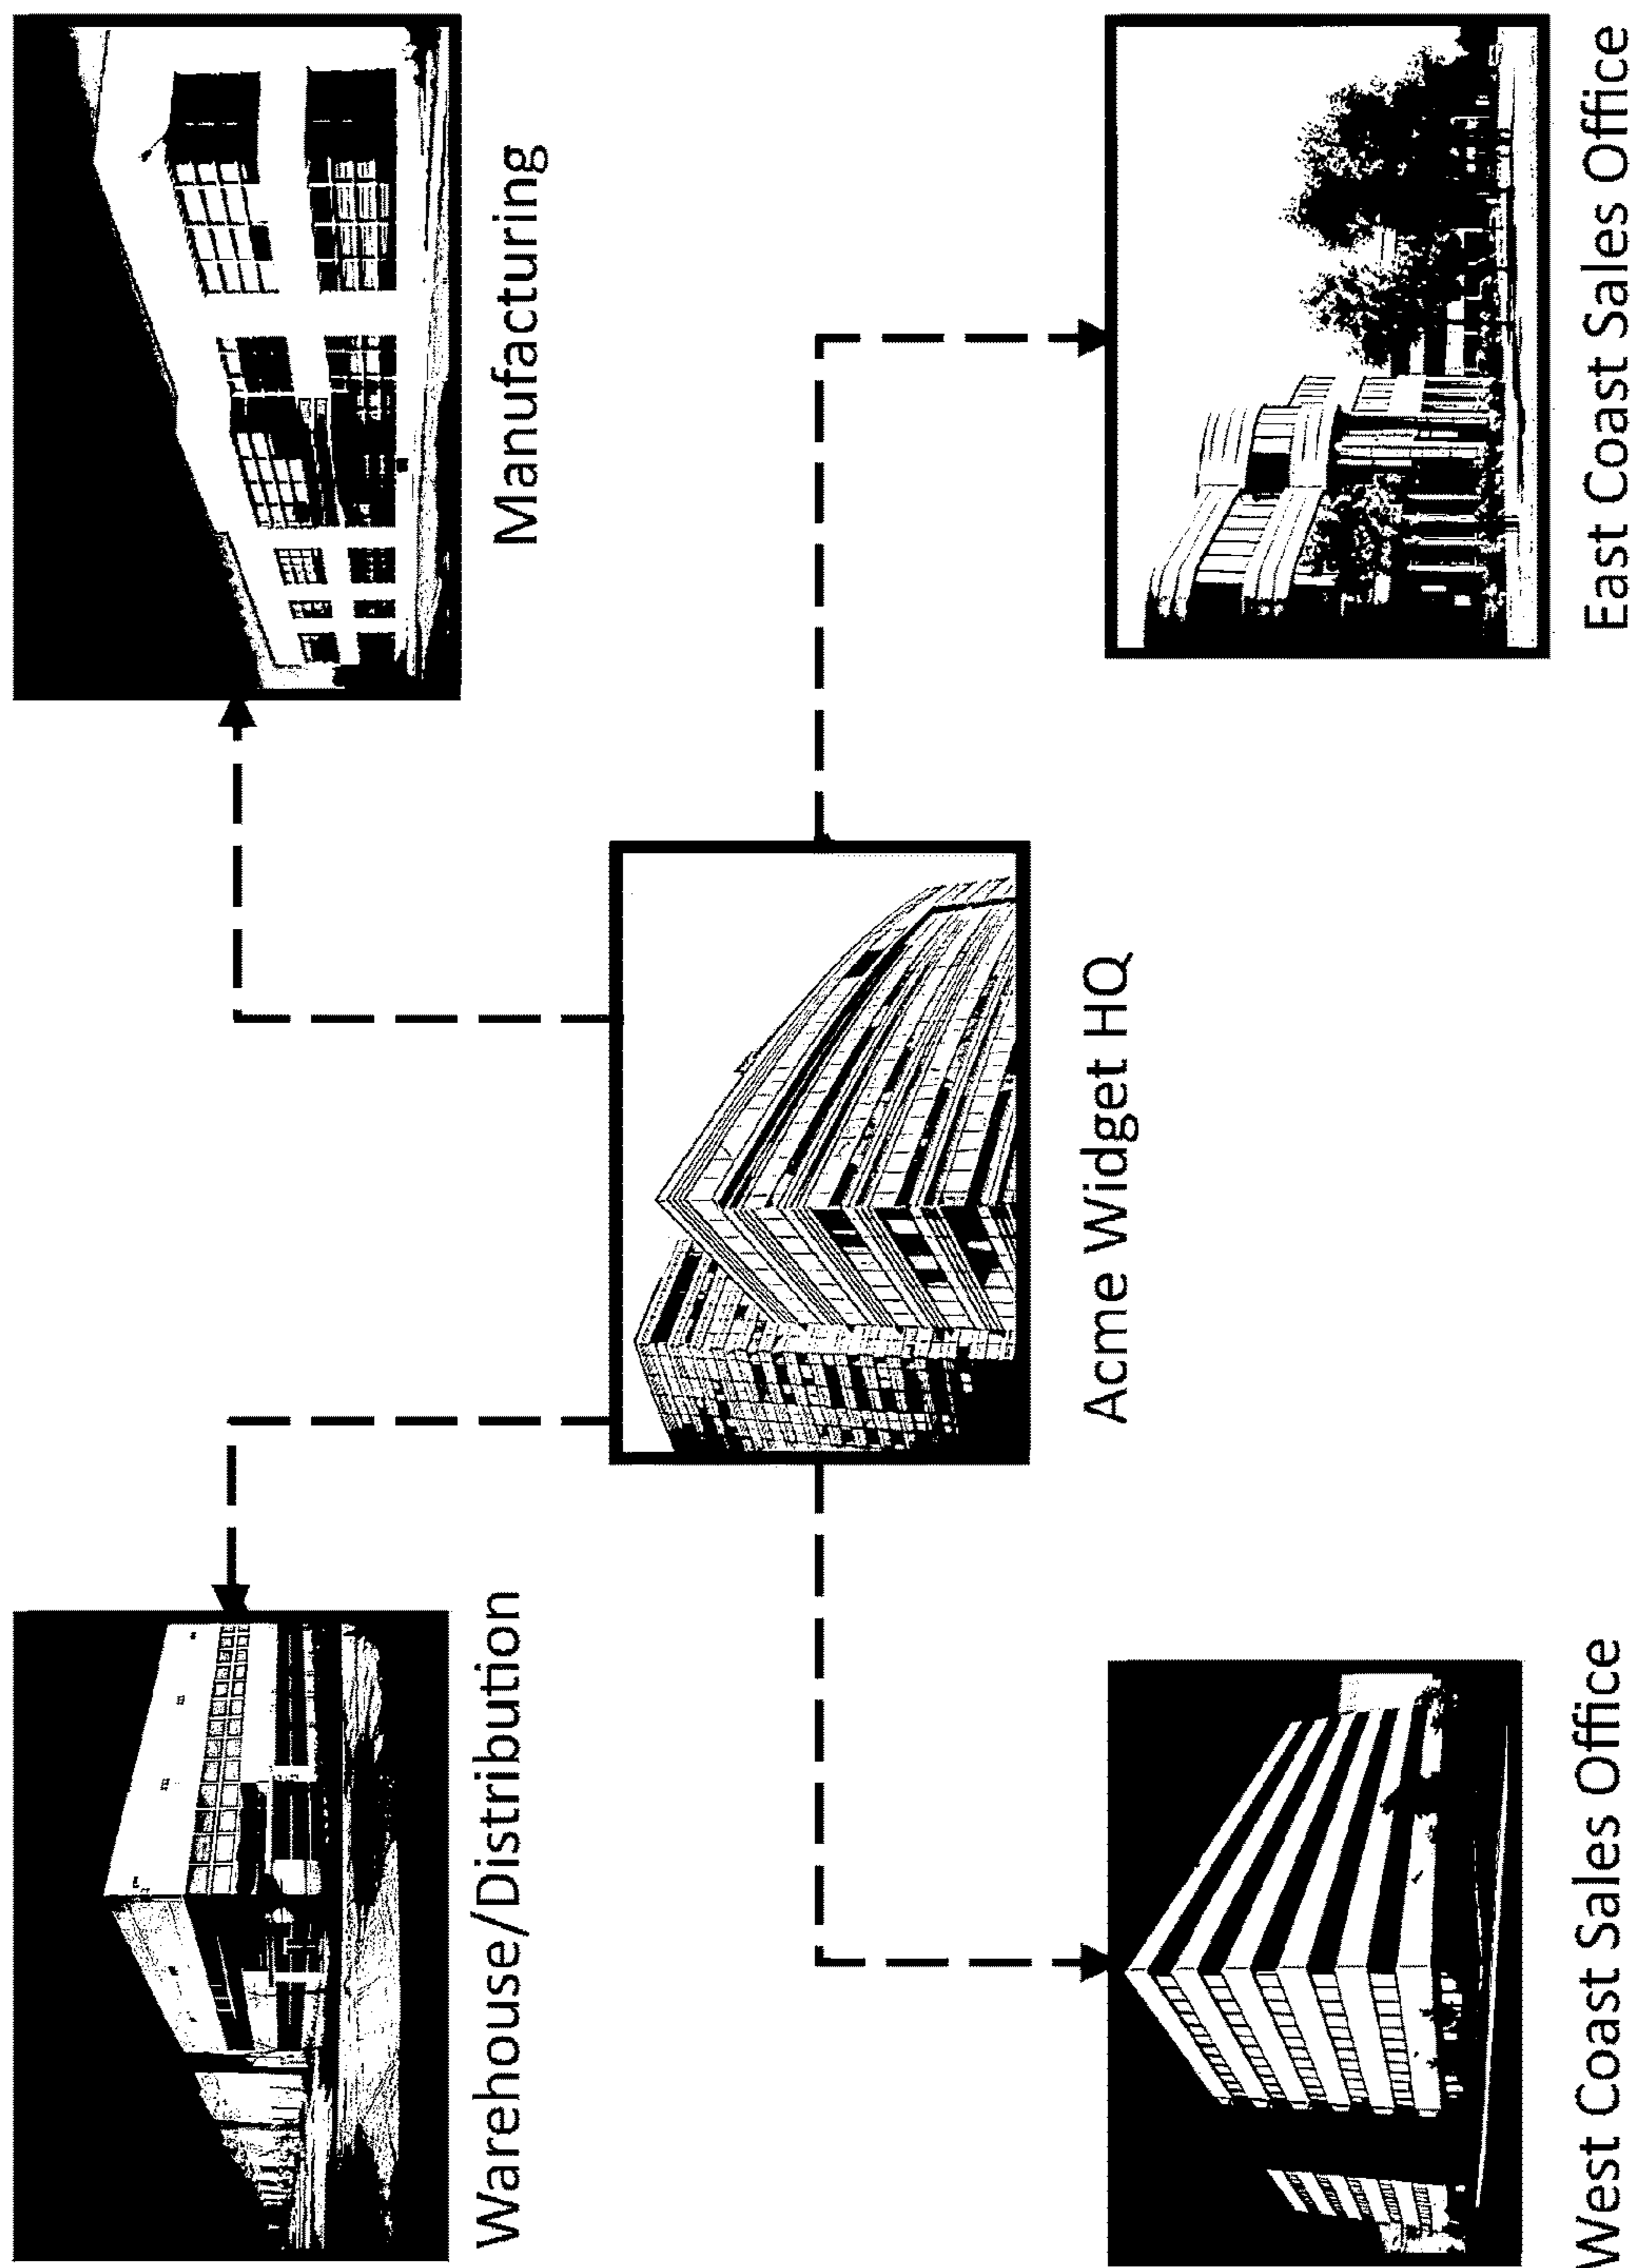 Warehouse/Distribution
Manufacturing
Acme Widget HQ
West Coast Sales Office
East Coast Sales Office